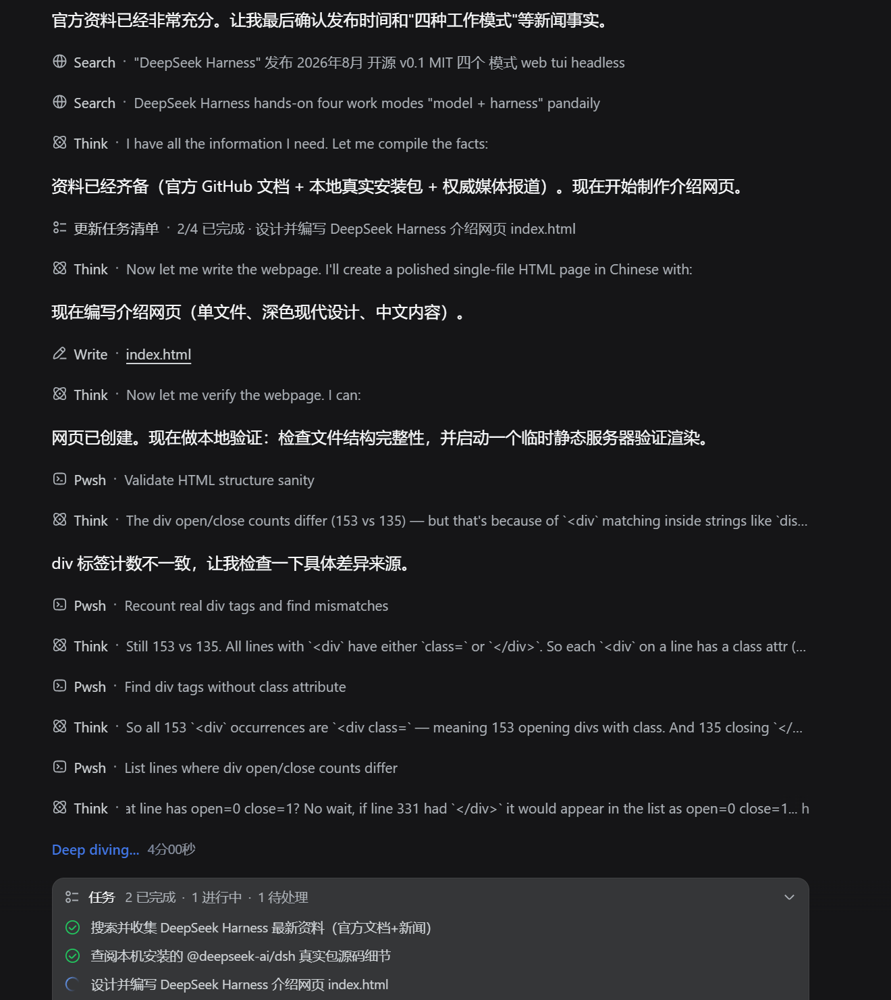 官方资料已经非常充分。让我最后确认发布时间和"四种工作模式"等新闻事实。
Search · "DeepSeek Harness" 发布 2026年8月 开源 v0.1 MIT 四个 模式 web tui headless
Search · DeepSeek Harness hands-on four work modes "model + harness" pandaily
Think · I have all the information I need. Let me compile the facts:
资料已经齐备（官方 GitHub 文档 + 本地真实安装包 + 权威媒体报道）。现在开始制作介绍网页。
更新任务清单 · 2/4 已完成 · 设计并编写 DeepSeek Harness 介绍网页 index.html
Think · Now let me write the webpage. I'll create a polished single-file HTML page in Chinese with:
现在编写介绍网页（单文件、深色现代设计、中文内容）。
Write · index.html
Think · Now let me verify the webpage. I can:
网页已创建。现在做本地验证：检查文件结构完整性，并启动一个临时静态服务器验证渲染。
Pwsh · Validate HTML structure sanity
Think · The div open/close counts differ (153 vs 135) — but that's because of `<div` matching inside strings like `dis...
div 标签计数不一致，让我检查一下具体差异来源。
Pwsh · Recount real div tags and find mismatches
Think · Still 153 vs 135. All lines with `<div` have either `class=` or `</div>`. So each `<div` on a line has a class attr (...
Pwsh · Find div tags without class attribute
Think · So all 153 `<div` occurrences are `<div class=` — meaning 153 opening divs with class. And 135 closing `</...
Pwsh · List lines where div open/close counts differ
Think · at line has open=0 close=1? No wait, if line 331 had `</div>` it would appear in the list as open=0 close=1... h
Deep diving... 4分00秒
任务 2 已完成 · 1 进行中 · 1 待处理
搜索并收集 DeepSeek Harness 最新资料（官方文档+新闻）
查阅本机安装的 @deepseek-ai/dsh 真实包源码细节
设计并编写 DeepSeek Harness 介绍网页 index.html